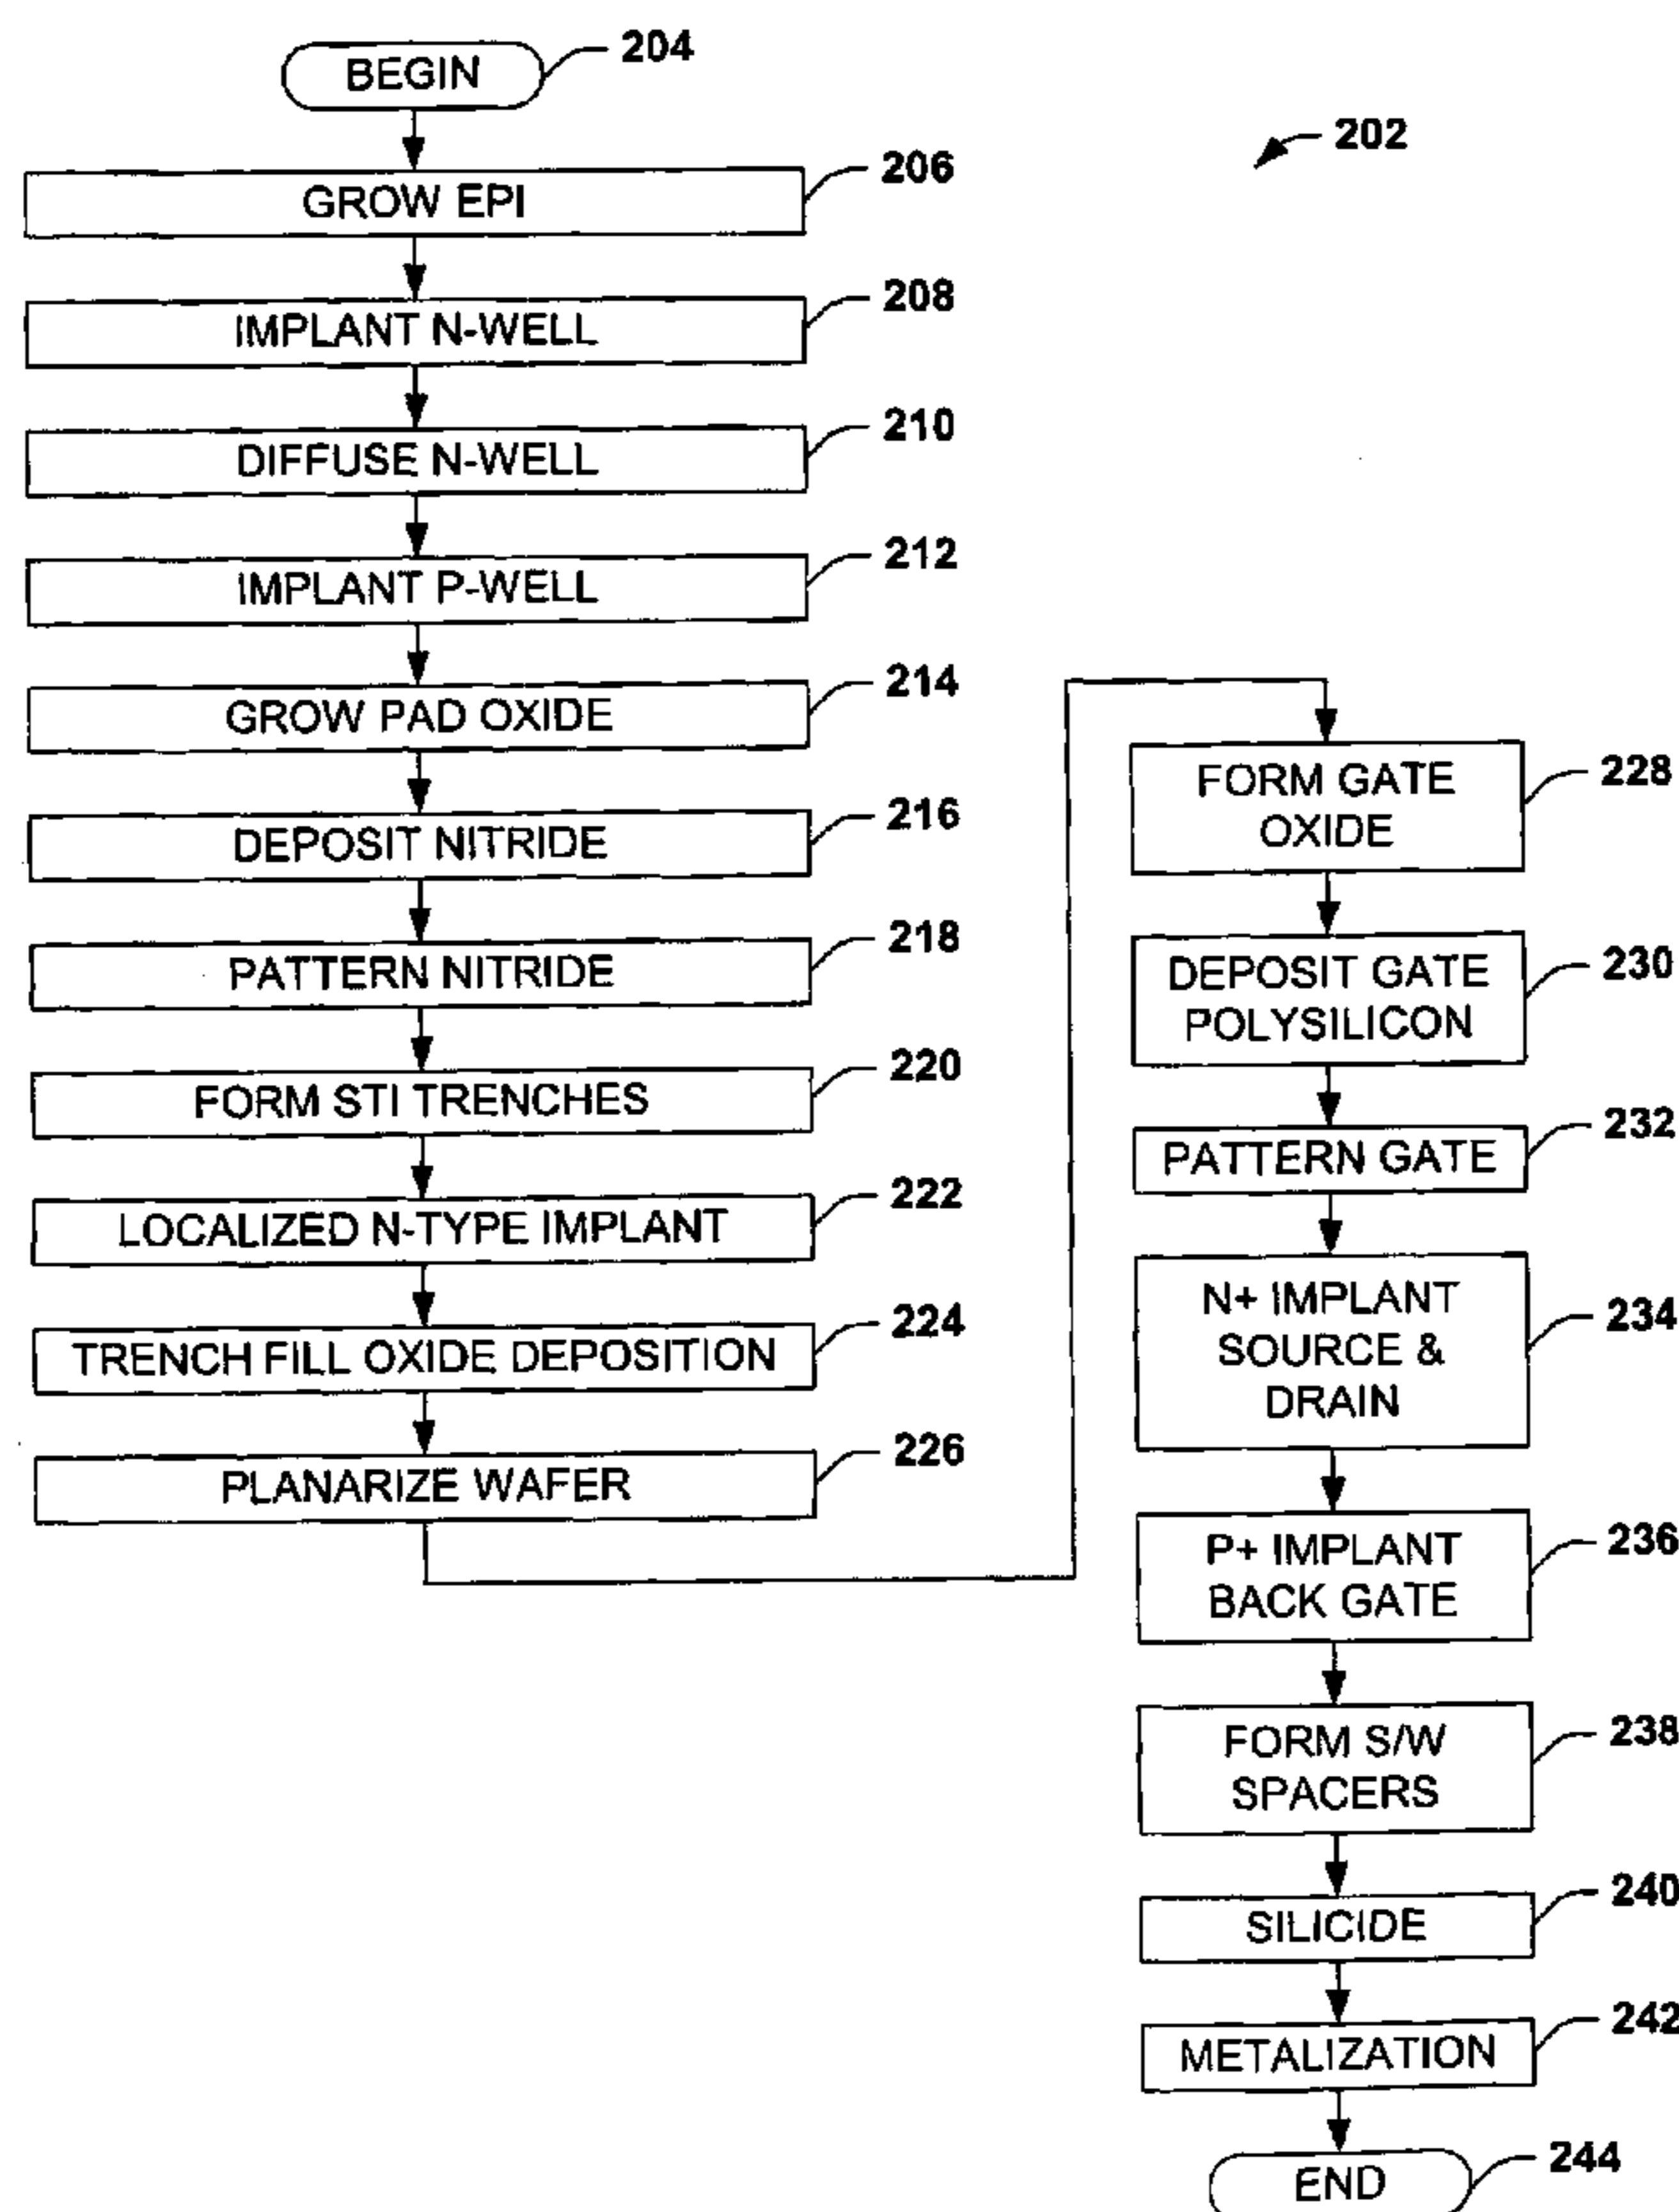 BEGIN
204
202
GROW EPI
206
IMPLANT N-WELL
208
DIFFUSE N-WELL
210
IMPLANT P-WELL
212
GROW PAD OXIDE
214
DEPOSIT NITRIDE
216
PATTERN NITRIDE
218
FORM STI TRENCHES
220
LOCALIZED N-TYPE IMPLANT
222
TRENCH FILL OXIDE DEPOSITION
224
PLANARIZE WAFER
226
FORM GATE
OXIDE
228
DEPOSIT GATE
POLYSILICON
230
PATTERN GATE
232
N+ IMPLANT
SOURCE &
DRAIN
234
P+ IMPLANT
BACK GATE
236
FORM S/W
SPACERS
238
SILICIDE
240
METALIZATION
242
END
244